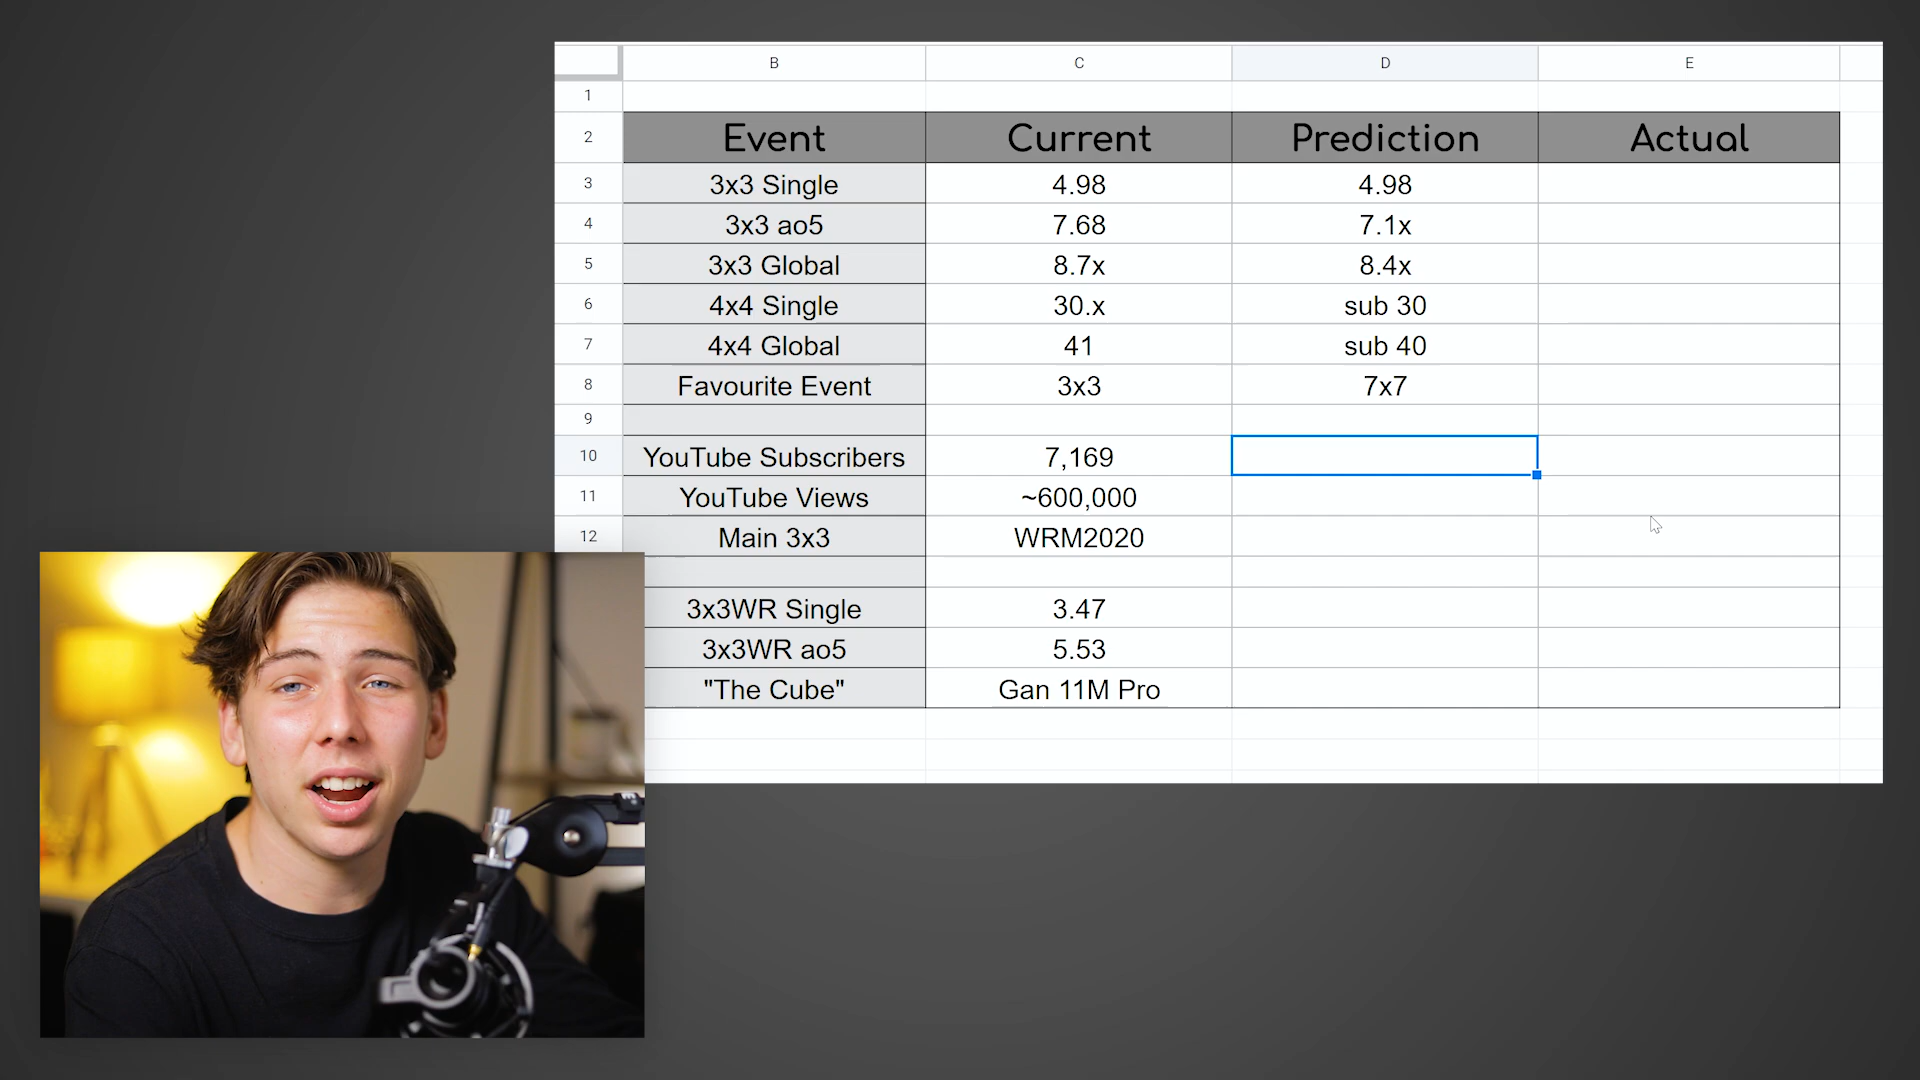 B C D E
1
2 Event Current Prediction Actual
3 3x3 Single 4.98 4.98
4 3x3 ao5 7.68 7.1x
5 3x3 Global 8.7x 8.4x
6 4x4 Single 30.x sub 30
7 4x4 Global 41 sub 40
8 Favourite Event 3x3 7x7
9
10 YouTube Subscribers 7,169
11 YouTube Views ~600,000
12 Main 3x3 WRM2020
3x3WR Single 3.47
3x3WR ao5 5.53
"The Cube" Gan 11M Pro